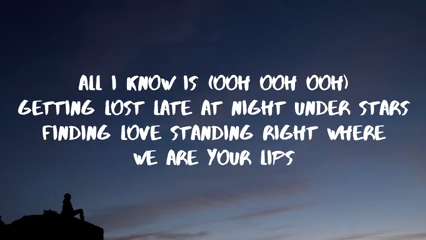 ALL I KNOW IS (OOH OOH OOH)
GETTING LOST LATE AT NIGHT UNDER STARS
FINDING LOVE STANDING RIGHT WHERE
WE ARE YOUR LIPS